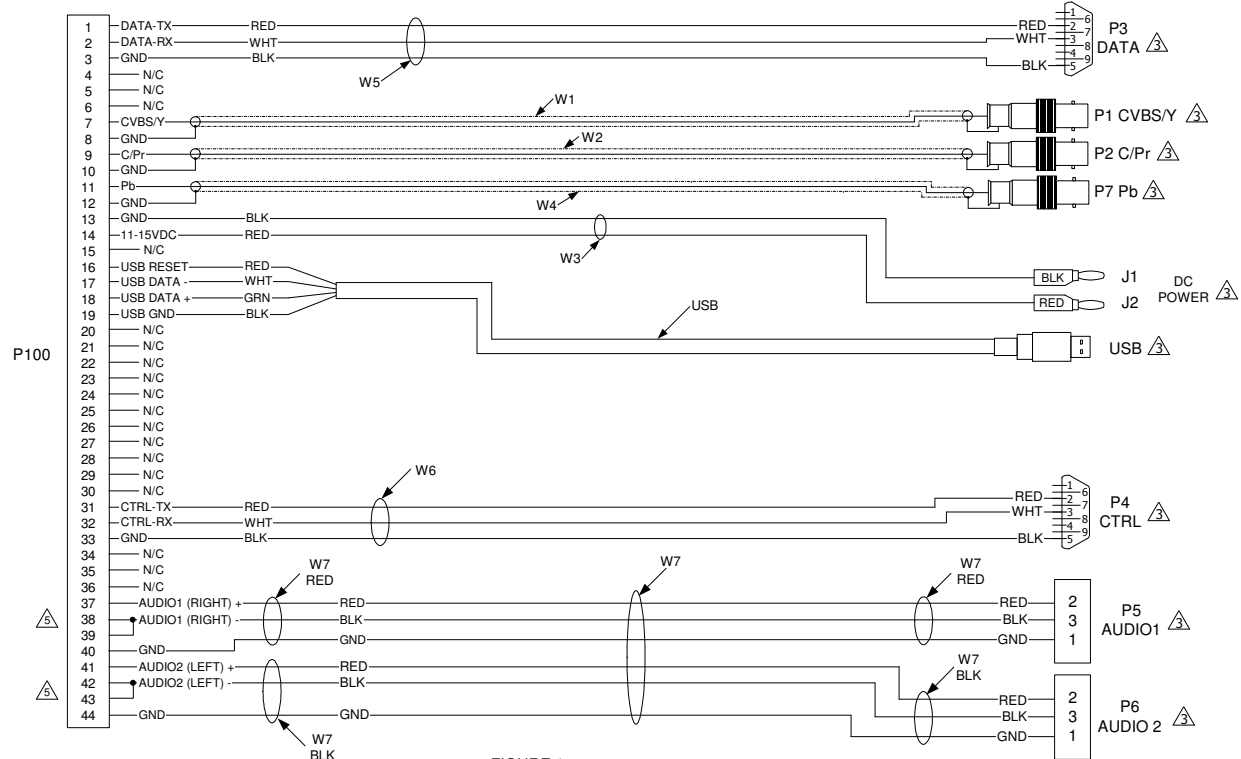 1 DATA-TX RED RED 2
2 DATA-RX WHT WHT 3
3 GND BLK BLK 5
1
6
2
7
3
8
4
9
5
P3
DATA 3
W5
4 N/C
5 N/C
6 N/C
W1
7 CVBS/Y
8 GND
P1 CVBS/Y 3
W2
9 C/Pr
10 GND
P2 C/Pr 3
11 Pb
12 GND
P7 Pb 3
W4
13 GND BLK
14 11-15VDC RED
15 N/C
W3
BLK J1
RED J2
DC
POWER 3
16 USB RESET RED
17 USB DATA - WHT
18 USB DATA + GRN
19 USB GND BLK
USB
USB 3
20 N/C
21 N/C
P100
22 N/C
23 N/C
24 N/C
25 N/C
26 N/C
27 N/C
28 N/C
29 N/C
30 N/C
W6
31 CTRL-TX RED RED
32 CTRL-RX WHT WHT
33 GND BLK BLK
1
6
2
7
3
8
4
9
5
P4
CTRL 3
34 N/C
35 N/C
36 N/C
W7
RED
W7
W7
RED
37 AUDIO1 (RIGHT) + RED RED 2
5 38 AUDIO1 (RIGHT) - BLK BLK 3
39
40 GND GND GND 1
P5
AUDIO1 3
41 AUDIO2 (LEFT) + RED
5 42 AUDIO2 (LEFT) - BLK
43
44 GND GND
W7
BLK
RED 2
BLK 3
GND 1
P6
AUDIO 2 3
W7
BLK